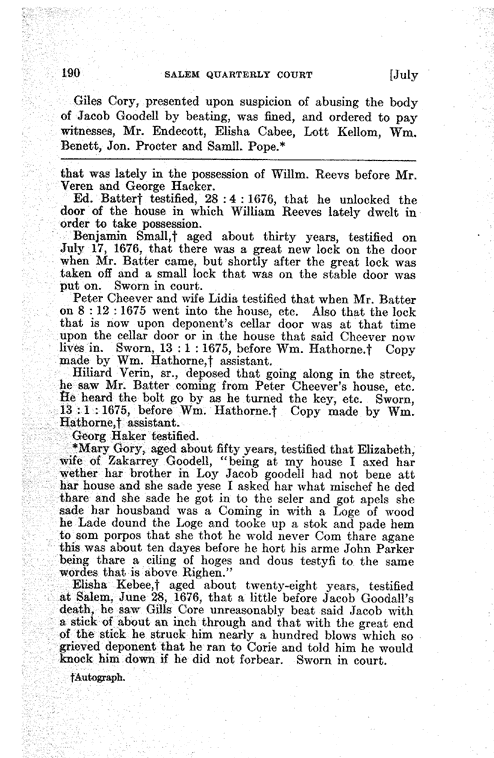 190 SALEM QUARTERLY COURT [July
Giles Cory, presented upon suspicion of abusing the body
of Jacob Goodell by beating, was fined, and ordered to pay
witnesses, Mr. Endecott, Elisha Cabee, Lott Kellom, Wm.
Benett, Jon. Procter and Samll. Pope.*
that was lately in the possession of Willm. Reevs before Mr.
Veren and George Hacker.
Ed. Batter† testified, 28 : 4 : 1676, that he unlocked the
door of the house in which William Reeves lately dwelt in
order to take possession.
Benjamin Small,† aged about thirty years, testified on
July 17, 1676, that there was a great new lock on the door
when Mr. Batter came, but shortly after the great lock was
taken off and a small lock that was on the stable door was
put on. Sworn in court.
Peter Cheever and wife Lidia testified that when Mr. Batter
on 8 : 12 : 1675 went into the house, etc. Also that the lock
that is now upon deponent's cellar door was at that time
upon the cellar door or in the house that said Cheever now
lives in. Sworn, 13 : 1 : 1675, before Wm. Hathorne.† Copy
made by Wm. Hathorne,† assistant.
Hiliard Verin, sr., deposed that going along in the street,
he saw Mr. Batter coming from Peter Cheever's house, etc.
He heard the bolt go by as he turned the key, etc. Sworn,
13 : 1 : 1675, before Wm. Hathorne.† Copy made by Wm.
Hathorne,† assistant.
Georg Haker testified.
*Mary Gory, aged about fifty years, testified that Elizabeth,
wife of Zakarrey Goodell, "being at my house I axed har
wether har brother in Loy Jacob goodell had not bene att
har house and she sade yese I asked har what mischef he ded
thare and she sade he got in to the seler and got apels she
sade har housband was a Coming in with a Loge of wood
he Lade dound the Loge and tooke up a stok and pade hem
to som porpos that she thot he wold never Com thare agane
this was about ten dayes before he hort his arme John Parker
being thare a ciling of hoges and dous testyfi to the same
wordes that is above Righen."
Elisha Kebee,† aged about twenty-eight years, testified
at Salem, June 28, 1676, that a little before Jacob Goodall's
death, he saw Gills Core unreasonably beat said Jacob with
a stick of about an inch through and that with the great end
of the stick he struck him nearly a hundred blows which so
grieved deponent that he ran to Corie and told him he would
knock him down if he did not forbear. Sworn in court.
†Autograph.